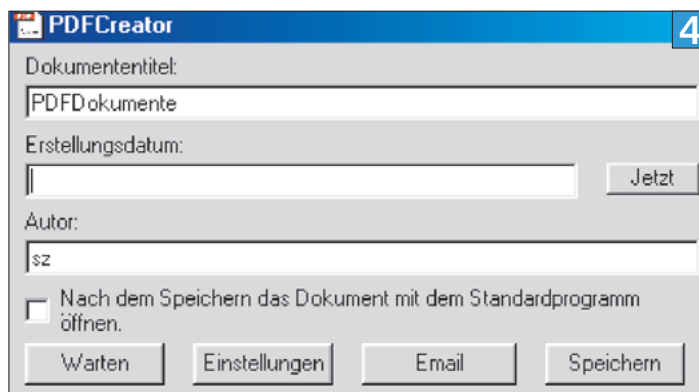 PDFCreator
4
Dokumententitel:
PDFDokumente
Erstellungsdatum:
Jetzt
Autor:
sz
Nach dem Speichern das Dokument mit dem Standardprogramm
öffnen.
Warten Einstellungen Email Speichern